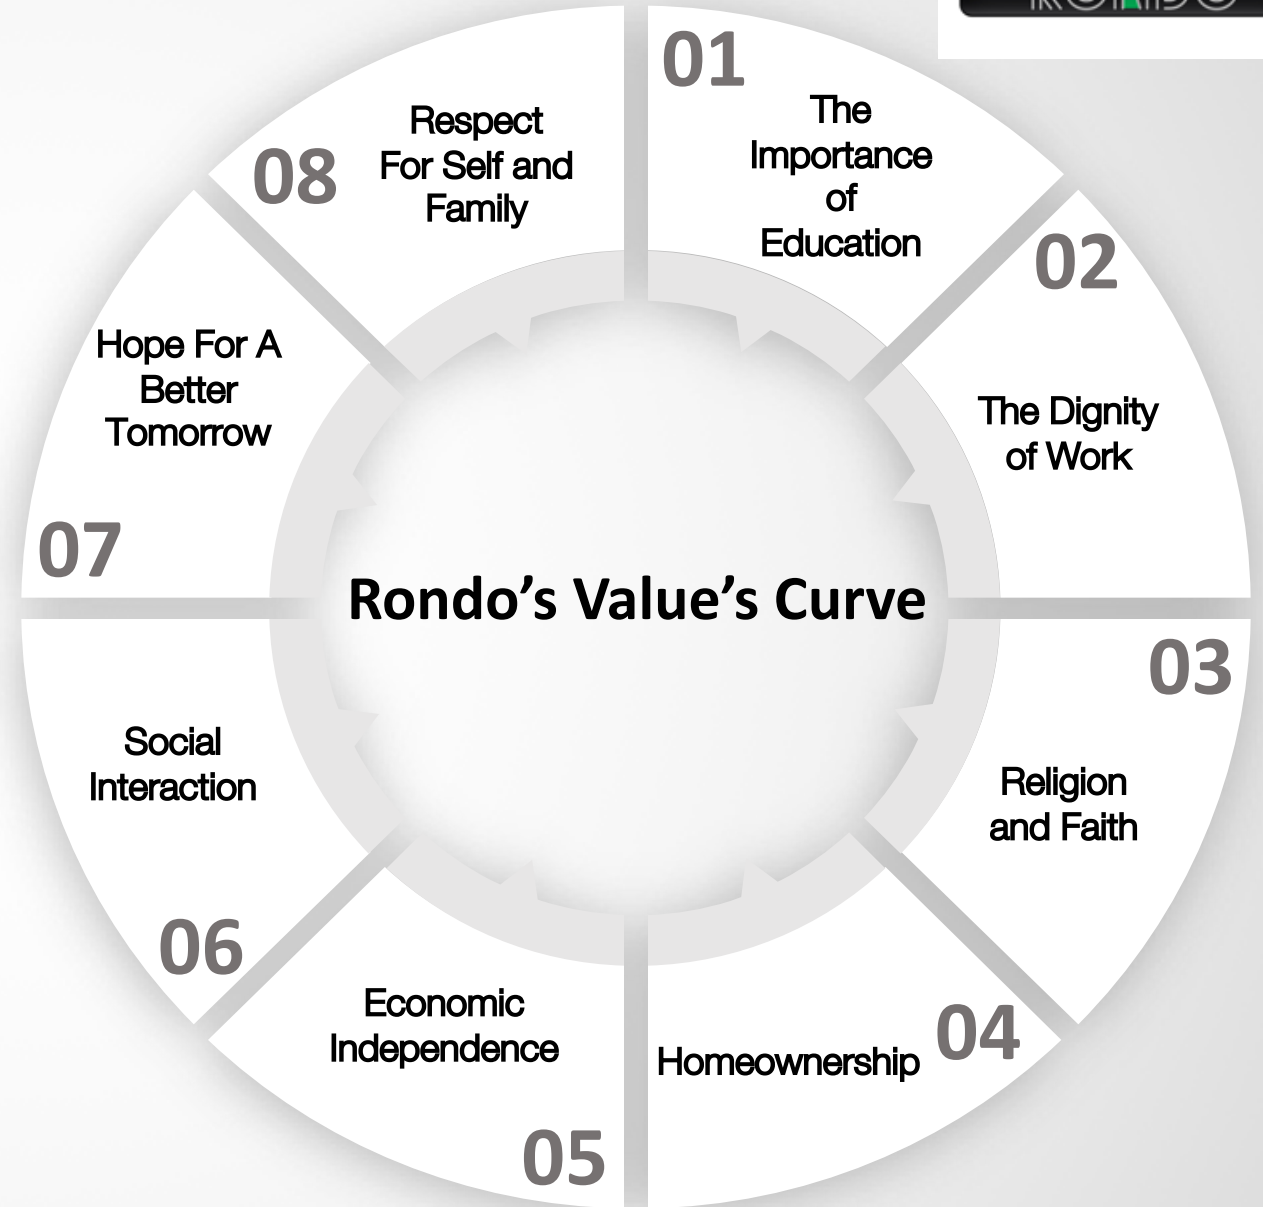 01
The
Importance
of
Education
02
The Dignity
of Work
03
Religion
and Faith
04
Homeownership
05
Economic
Independence
06
Social
Interaction
07
Hope For A
Better
Tomorrow
08
Respect
For Self and
Family
Rondo’s Value’s Curve